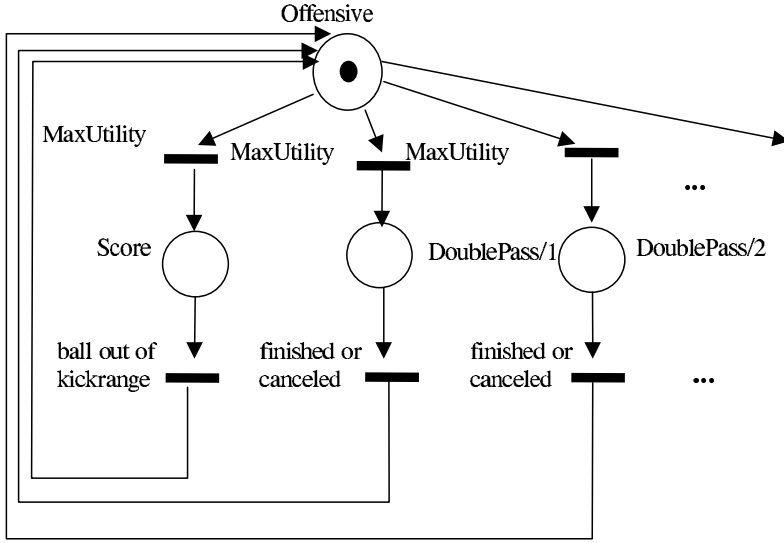 Offensive
MaxUtility
MaxUtility
MaxUtility
...
Score
DoublePass/1
DoublePass/2
ball out of
kickrange
finished or
canceled
finished or
canceled
...